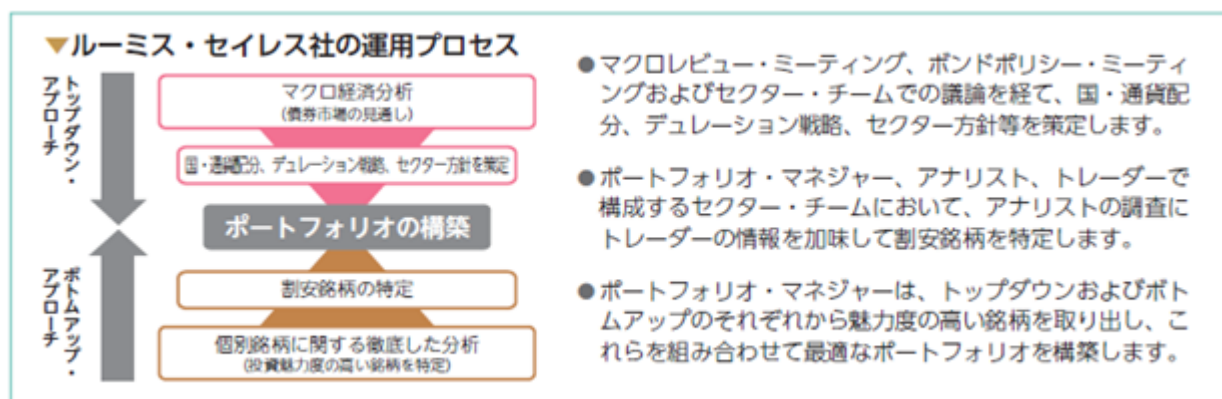 ▼ルーミス・セイレス社の運用プロセス
トップダウン・
アプローチ
マクロ経済分析
(債券市場の見通し)
国・通貨配分、デュレーション戦略、セクター方針を策定
ポートフォリオの構築
ボトムアップ・
アプローチ
割安銘柄の特定
個別銘柄に関する徹底した分析
(投資魅力度の高い銘柄を特定)
●マクロレビュー・ミーティング、ボンドポリシー・ミーティ
ングおよびセクター・チームでの議論を経て、国・通貨配
分、デュレーション戦略、セクター方針等を策定します。
●ポートフォリオ・マネジャー、アナリスト、トレーダーで
構成するセクター・チームにおいて、アナリストの調査に
トレーダーの情報を加味して割安銘柄を特定します。
●ポートフォリオ・マネジャーは、トップダウンおよびボト
ムアップのそれぞれから魅力度の高い銘柄を取り出し、こ
れらを組み合わせて最適なポートフォリオを構築します。